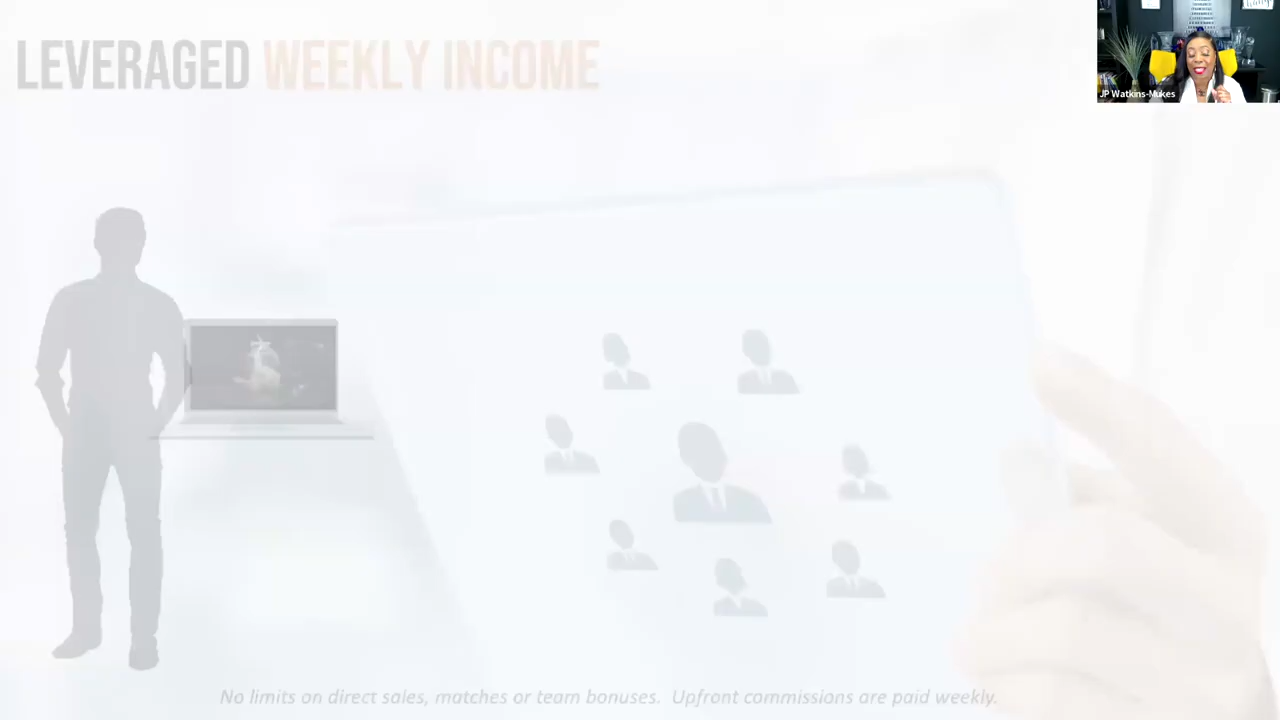 LEVERAGED WEEKLY INCOME
JP Watkins-Mukes
No limits on direct sales, matches or team bonuses. Upfront commissions are paid weekly.